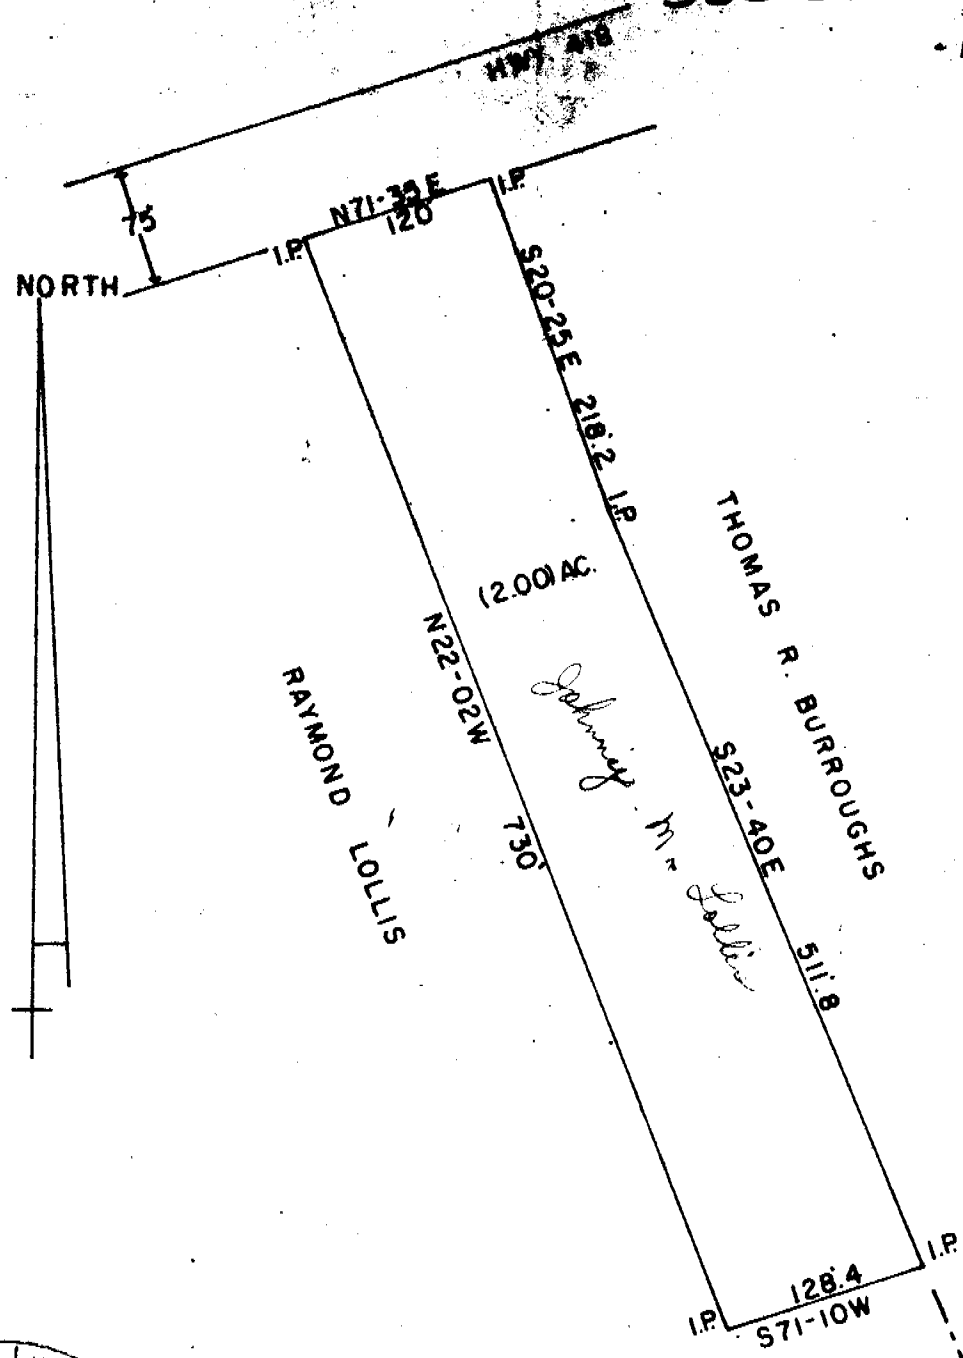 HWY. 418
75'
N71-35 E
120'
I.P.
I.P.
NORTH
S20-25E 218.'2 I.P.
(2.00) AC.
THOMAS R. BURROUGHS
N22-02W
730'
RAYMOND LOLLIS
Johnny
S23-40E
511.'8
I.P.
128.'4
I.P.
S71-10W